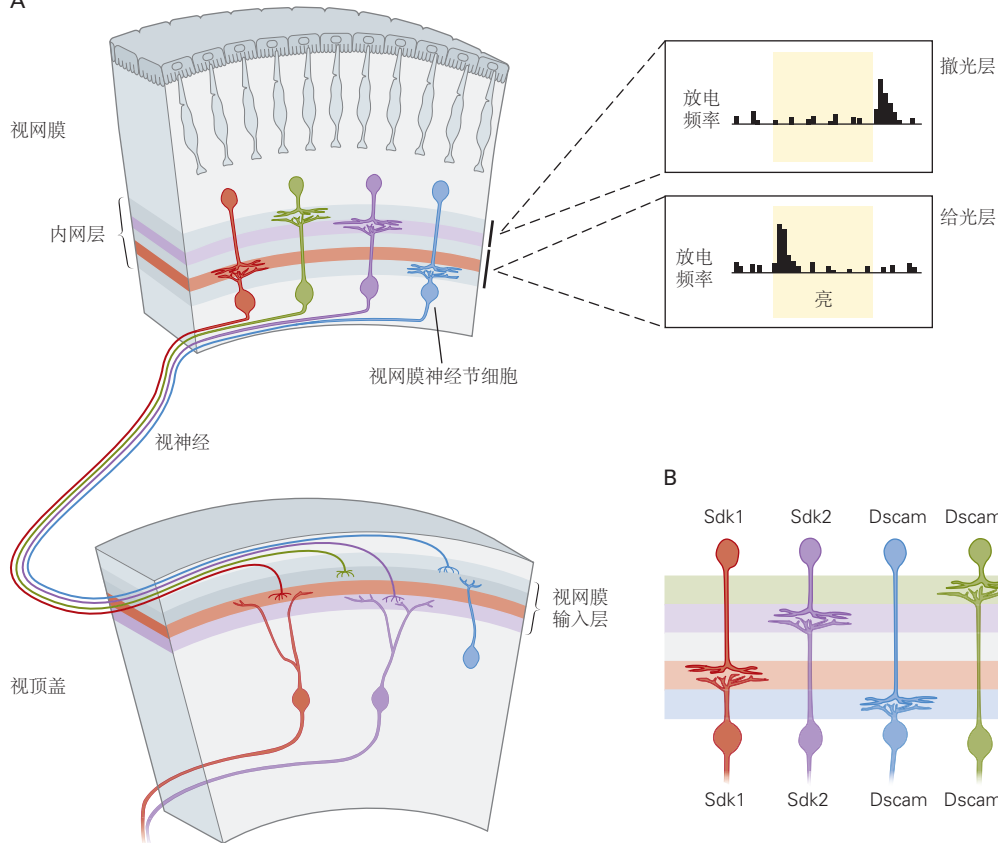 A
视网膜
内网层
放电
频率
撤光层
放电
频率
亮
给光层
视网膜神经节细胞
视神经
视网膜
输入层
视顶盖
B
Sdk1 Sdk2 Dscam Dscam
Sdk1 Sdk2 Dscam Dscam